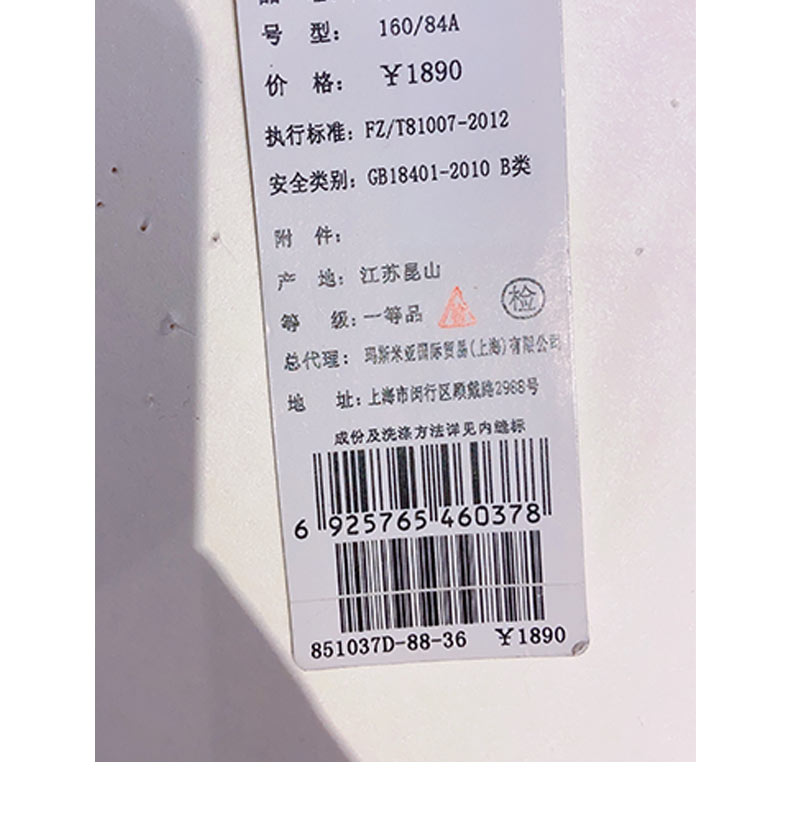 号 型： 160/84A
价 格： ￥1890
执行标准：FZ/T81007-2012
安全类别：GB18401-2010 B类
附 件：
产 地：江苏昆山
等 级：一等品 检
总代理：玛斯米亚国际贸易(上海)有限公司
地 址：上海市闵行区顾戴路2988号
成份及洗涤方法详见内缝标
6 925765 460378
851037D-88-36 ￥1890